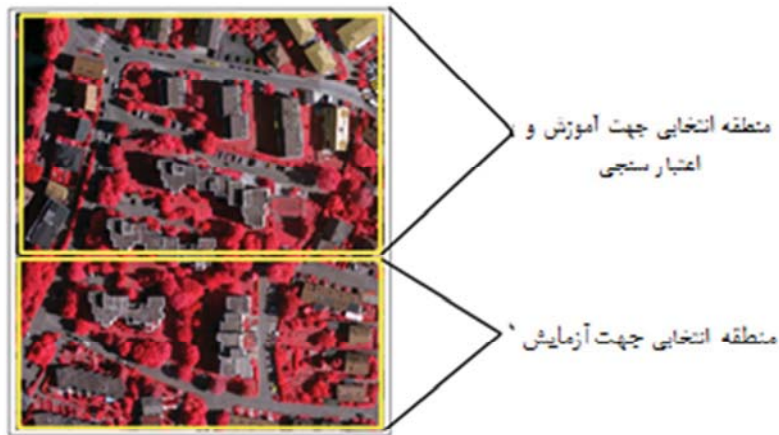 منطقه انتخابی جهت آموزش و
اعتبار سنجی
منطقه انتخابی جهت آزمایش